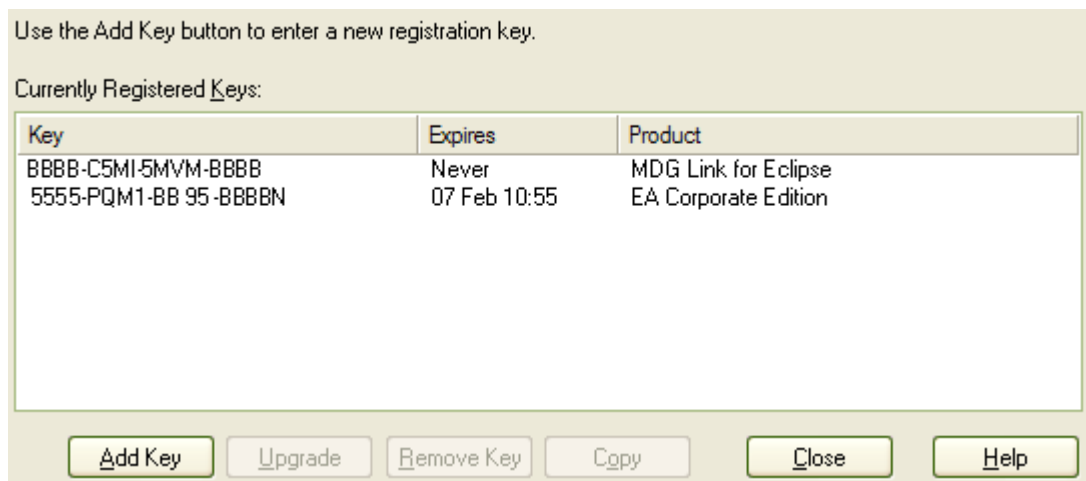 Use the Add Key button to enter a new registration key.
Currently Registered Keys:
Key Expires Product
BBBB-C5MI-5MVM-BBBB Never MDG Link for Eclipse
5555-PQM1-BB 95-BBBBN 07 Feb 10:55 EA Corporate Edition
Add Key Upgrade Remove Key Copy Close Help